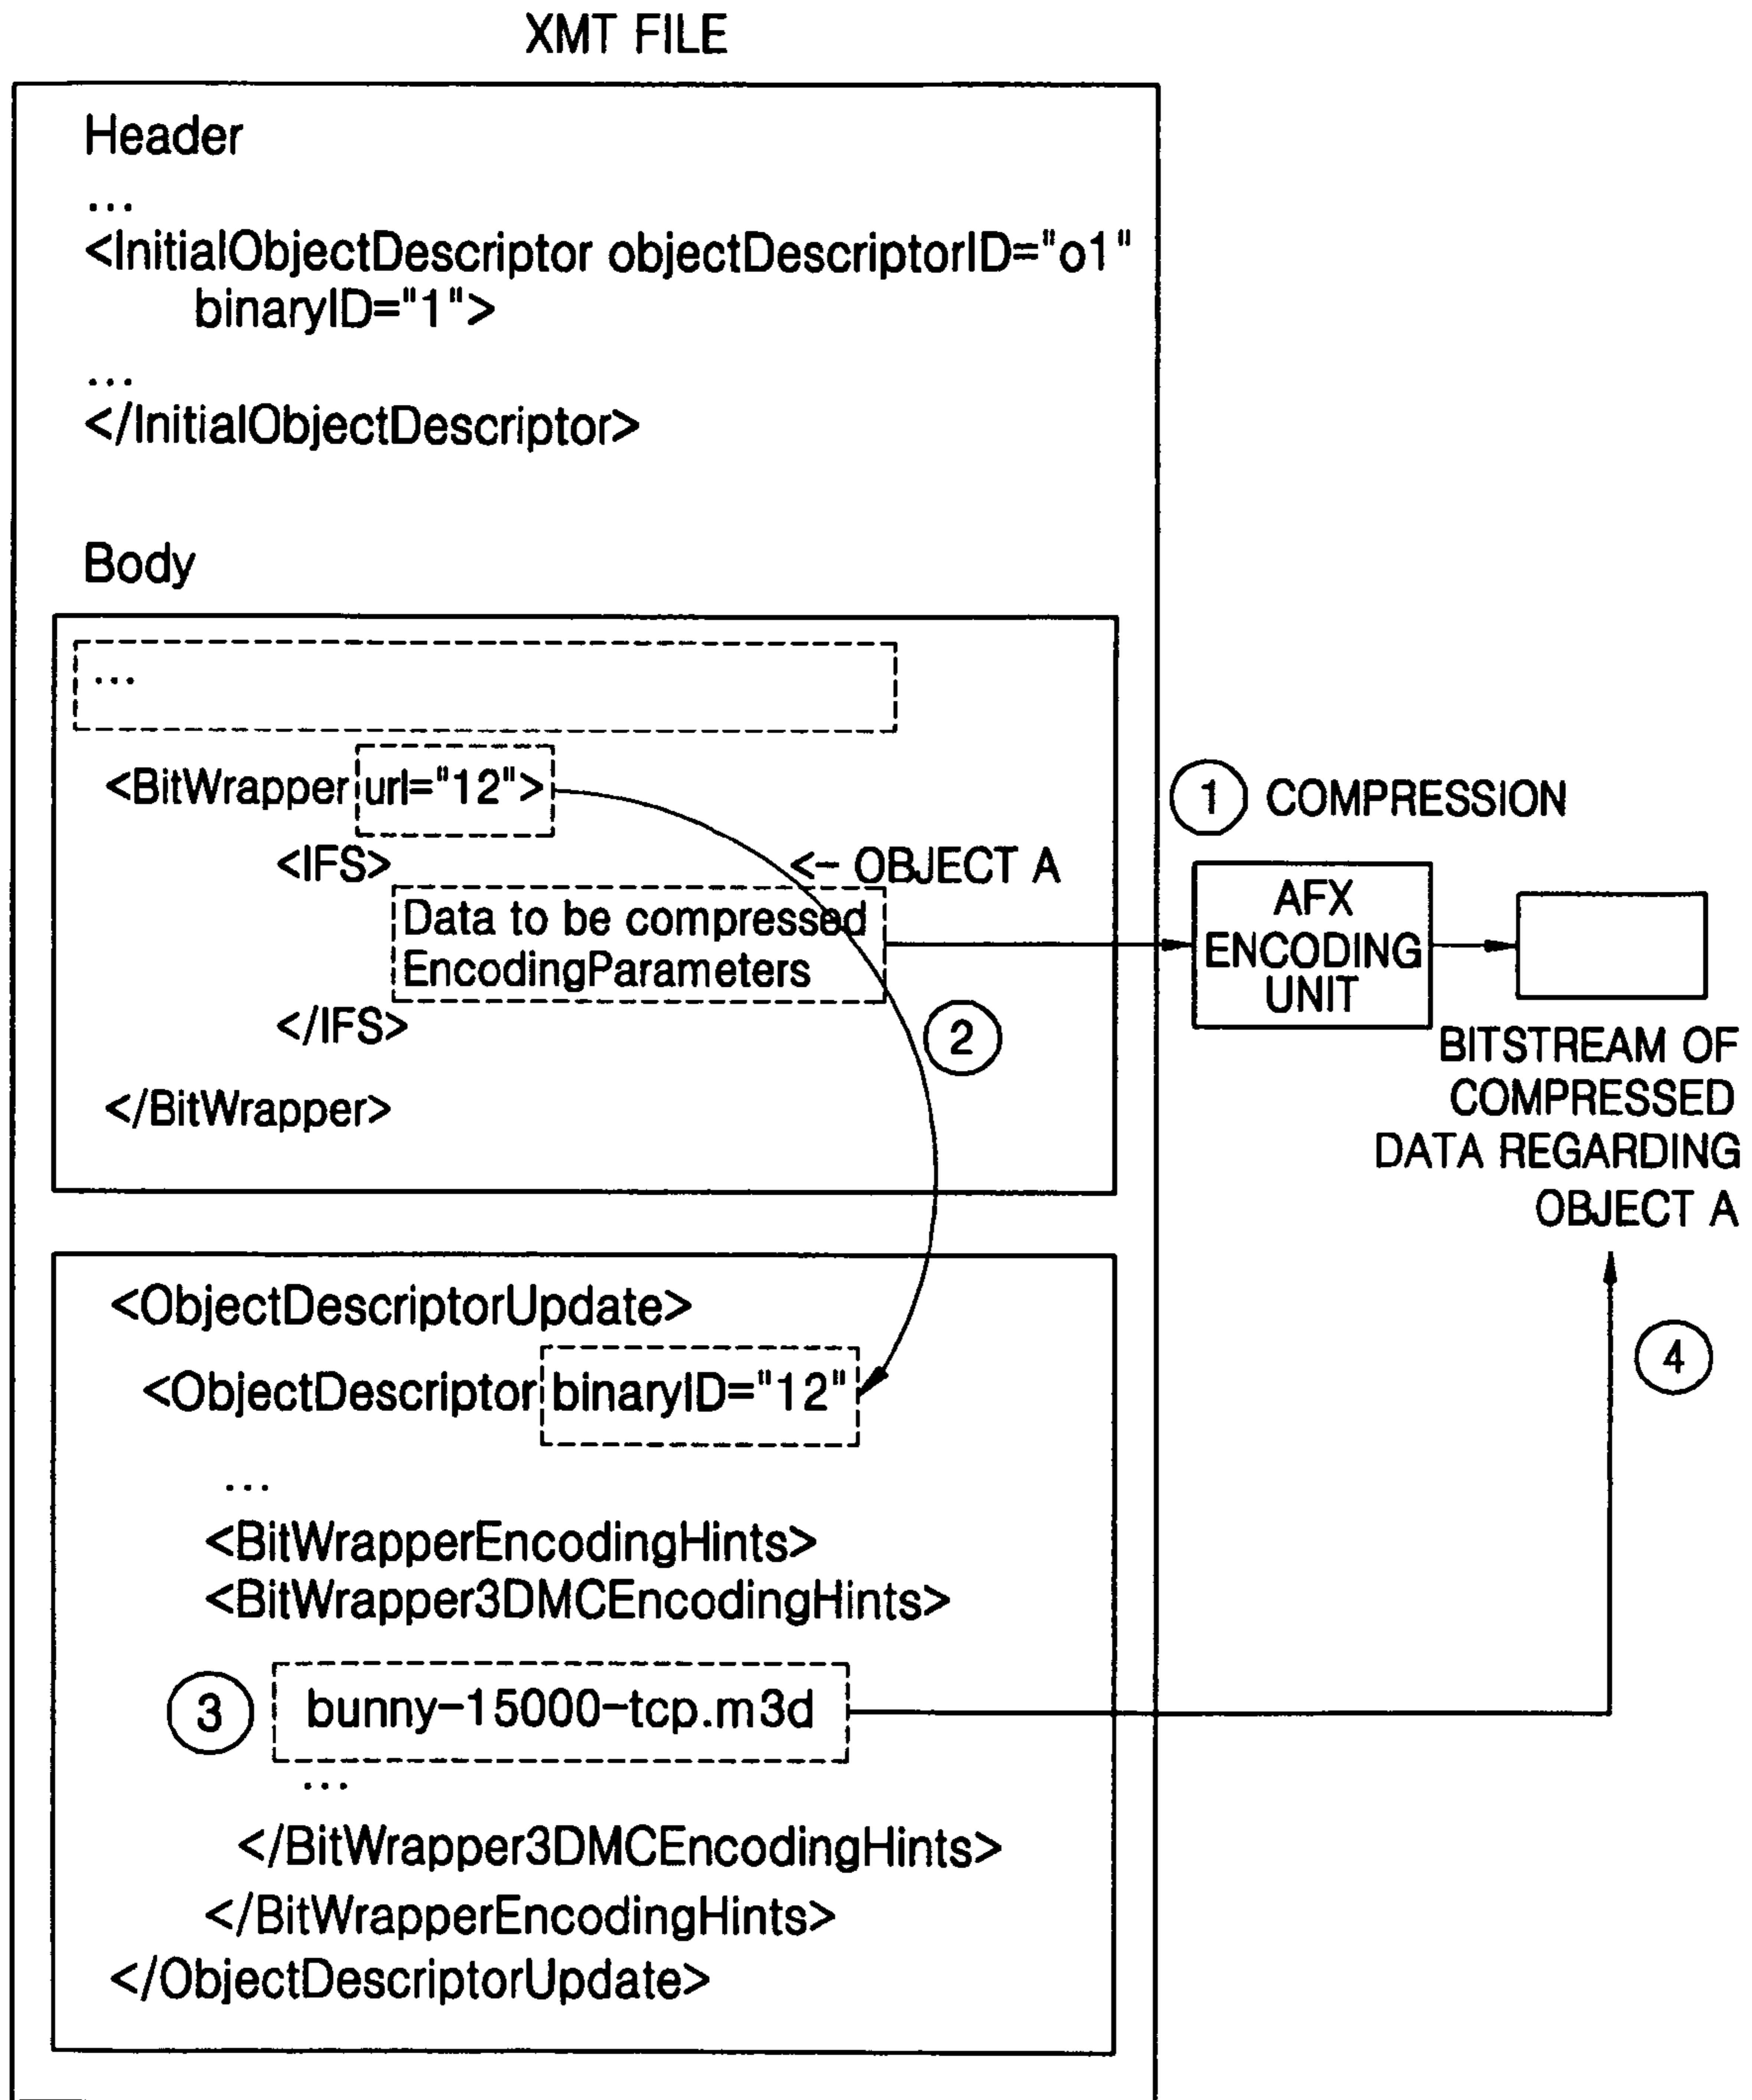 XMT FILE
Header
...
<InitialObjectDescriptor objectDescriptorID="o1"
binaryID="1">
...
</InitialObjectDescriptor>
Body
...
<BitWrapper url="12">
<IFS>
<- OBJECT A
Data to be compressed
EncodingParameters
</IFS>
</BitWrapper>
1 COMPRESSION
AFX
ENCODING
UNIT
2
BITSTREAM OF
COMPRESSED
DATA REGARDING
OBJECT A
<ObjectDescriptorUpdate>
<ObjectDescriptor binaryID="12"
...
<BitWrapperEncodingHints>
<BitWrapper3DMCEncodingHints>
3 bunny-15000-tcp.m3d
...
</BitWrapper3DMCEncodingHints>
</BitWrapperEncodingHints>
</ObjectDescriptorUpdate>
4